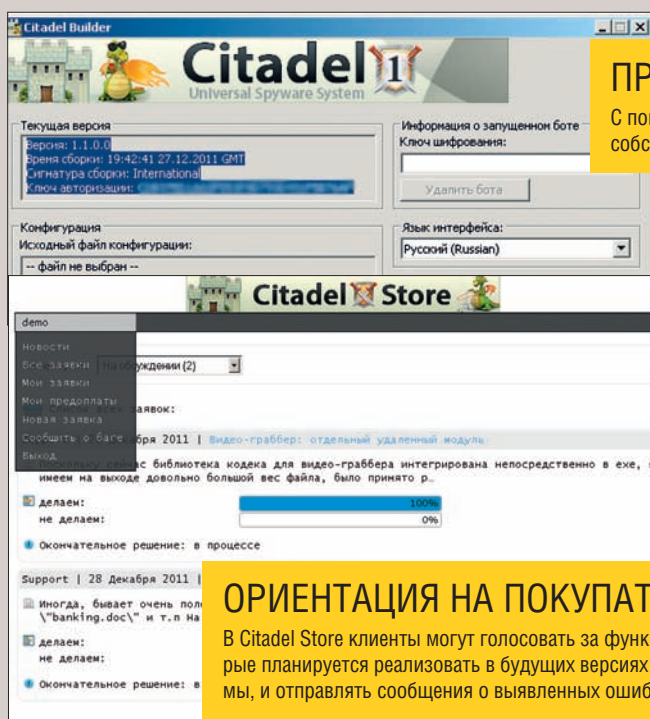 Citadel Builder
Citadel 1
Universal Spyware System
ПР
С по
собс
Текущая версия
Версия: 1.1.0.0
Время сборки: 19:42:41 27.12.2011 GMT
Сигнатура сборки: International
Ключ авторизации:
Информация о запущенном боте
Ключ шифрования:
Удалить бота
Конфигурация
Исходный файл конфигурации:
-- файл не выбран --
Язык интерфейса:
Русский (Russian)
Citadel Store
demo
Новости
Все заявки
Мои заявки
Мои предоплаты
Новая заявка
Сообщить о баге
Выход
обсуждении (2)
заявок:
бря 2011 | Видео-граббер: отдельный удаленный модуль
Поскольку сейчас библиотека кодека для видео-граббера интегрирована непосредственно в exe,
имеем на выходе довольно большой вес файла, было принято р…
делаем: 100%
не делаем: 0%
Окончательное решение: в процессе
Support | 28 Декабря 2011 |
Иногда, бывает очень пол
\"banking.doc\" и т.п на
делаем:
не делаем:
Окончательное решение: в
ОРИЕНТАЦИЯ НА ПОКУПАТ
В Citadel Store клиенты могут голосовать за функ
рые планируется реализовать в будущих версиях
мы, и отправлять сообщения о выявленных ошиб